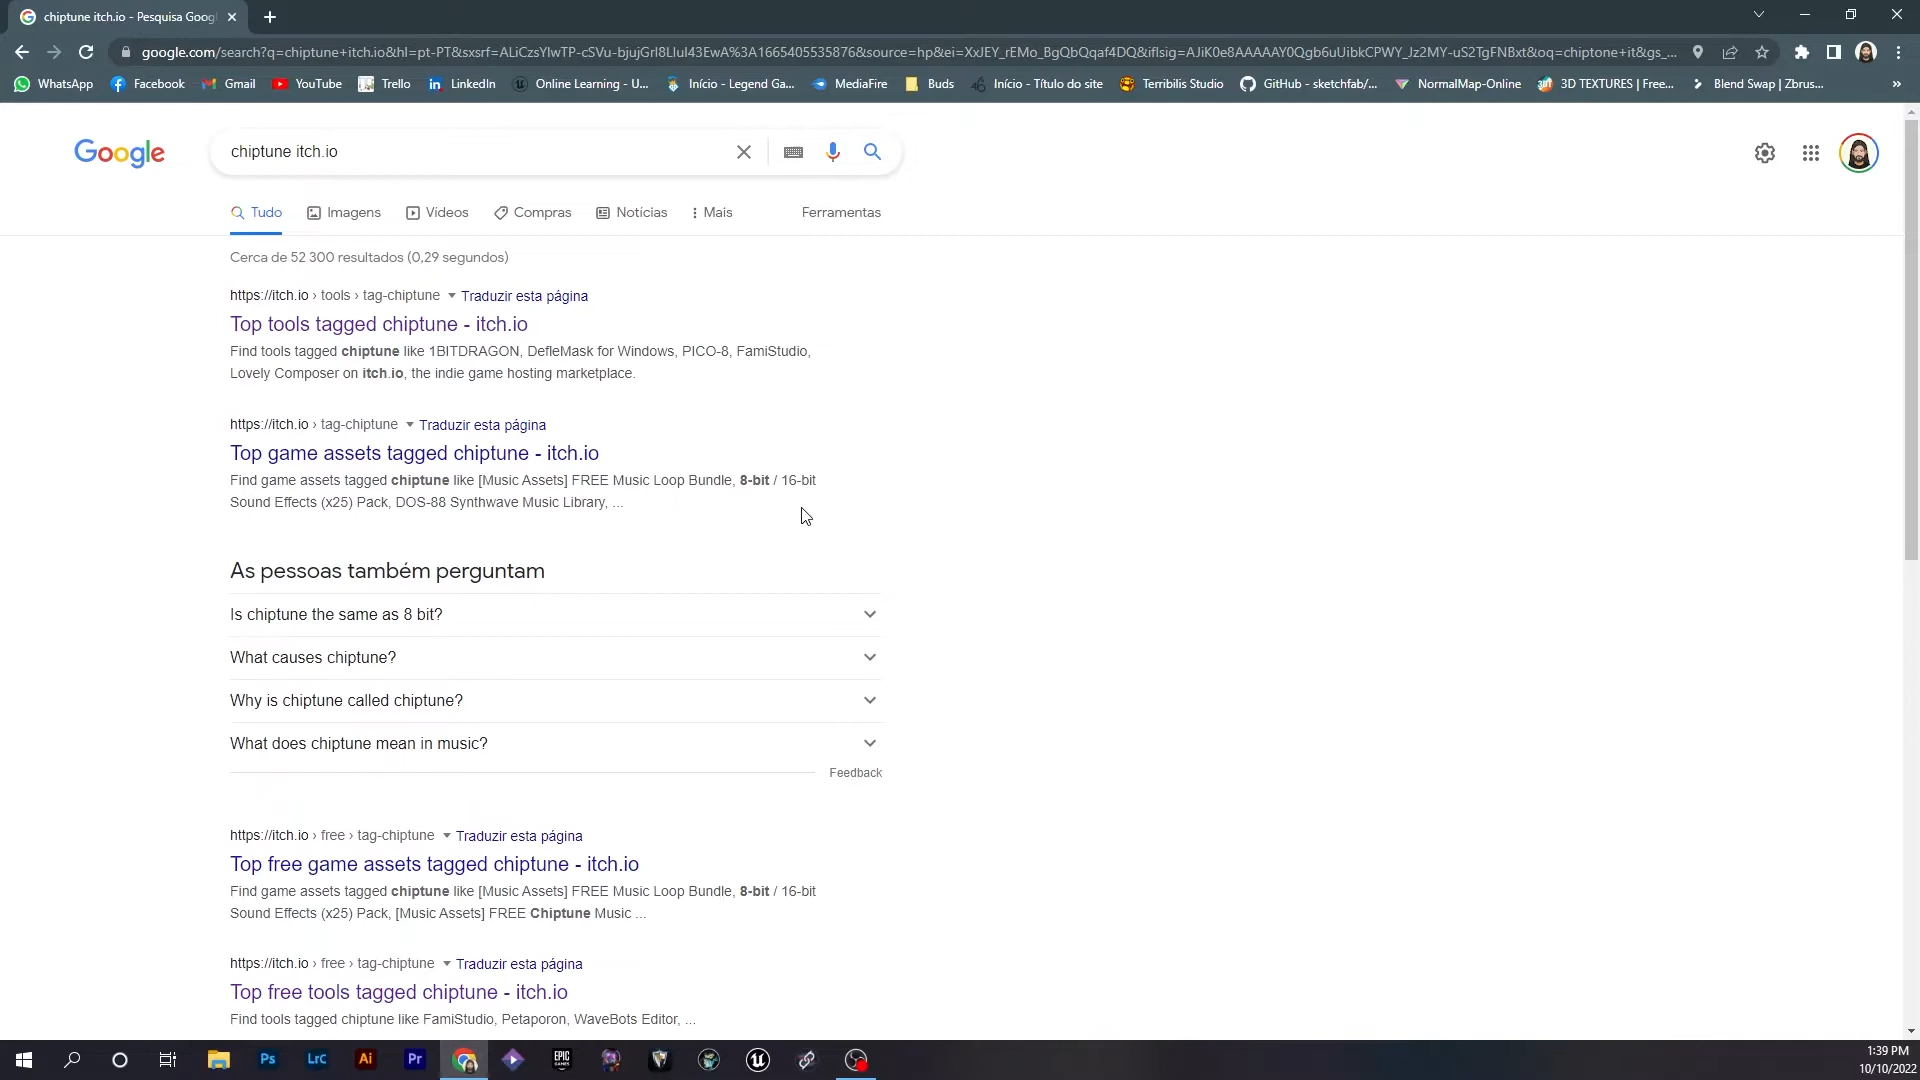 chiptune itch.io - Pesquisa Goog
google.com/search?q=chiptune+itch.io&hl=pt-PT&sxsrf=ALiCzsYlwTP-cSVu-bjujGrl8LIul43EwA%3A1665405535876&source=hp&ei=XxJEY_rEMo_BgQbQqaf4DQ&iflsig=AJiK0e8AAAAAY0Qgb6uUibkCPWY_Jz2MY-uS2TgFNBxt&oq=chiptone+it&gs_...
WhatsApp Facebook Gmail YouTube Trello LinkedIn Online Learning - U... Início - Legend Ga... MediaFire Buds Início - Título do site Terribilis Studio GitHub - sketchfab/... NormalMap-Online 3D TEXTURES | Free... Blend Swap | Zbrus... »
Google chiptune itch.io
Tudo Imagens Vídeos Compras Notícias Mais Ferramentas
Cerca de 52 300 resultados (0,29 segundos)
https://itch.io › tools › tag-chiptune Traduzir esta página
Top tools tagged chiptune - itch.io
Find tools tagged chiptune like 1BITDRAGON, DefleMask for Windows, PICO-8, FamiStudio,
Lovely Composer on itch.io, the indie game hosting marketplace.
https://itch.io › tag-chiptune Traduzir esta página
Top game assets tagged chiptune - itch.io
Find game assets tagged chiptune like [Music Assets] FREE Music Loop Bundle, 8-bit / 16-bit
Sound Effects (x25) Pack, DOS-88 Synthwave Music Library, ...
As pessoas também perguntam
Is chiptune the same as 8 bit?
What causes chiptune?
Why is chiptune called chiptune?
What does chiptune mean in music?
Feedback
https://itch.io › free › tag-chiptune Traduzir esta página
Top free game assets tagged chiptune - itch.io
Find game assets tagged chiptune like [Music Assets] FREE Music Loop Bundle, 8-bit / 16-bit
Sound Effects (x25) Pack, [Music Assets] FREE Chiptune Music ...
https://itch.io › free › tag-chiptune Traduzir esta página
Top free tools tagged chiptune - itch.io
Find tools tagged chiptune like FamiStudio, Petaporon, WaveBots Editor, ...
Ps LrC Ai Pr EPIC GAMES
1:39 PM
10/10/2022